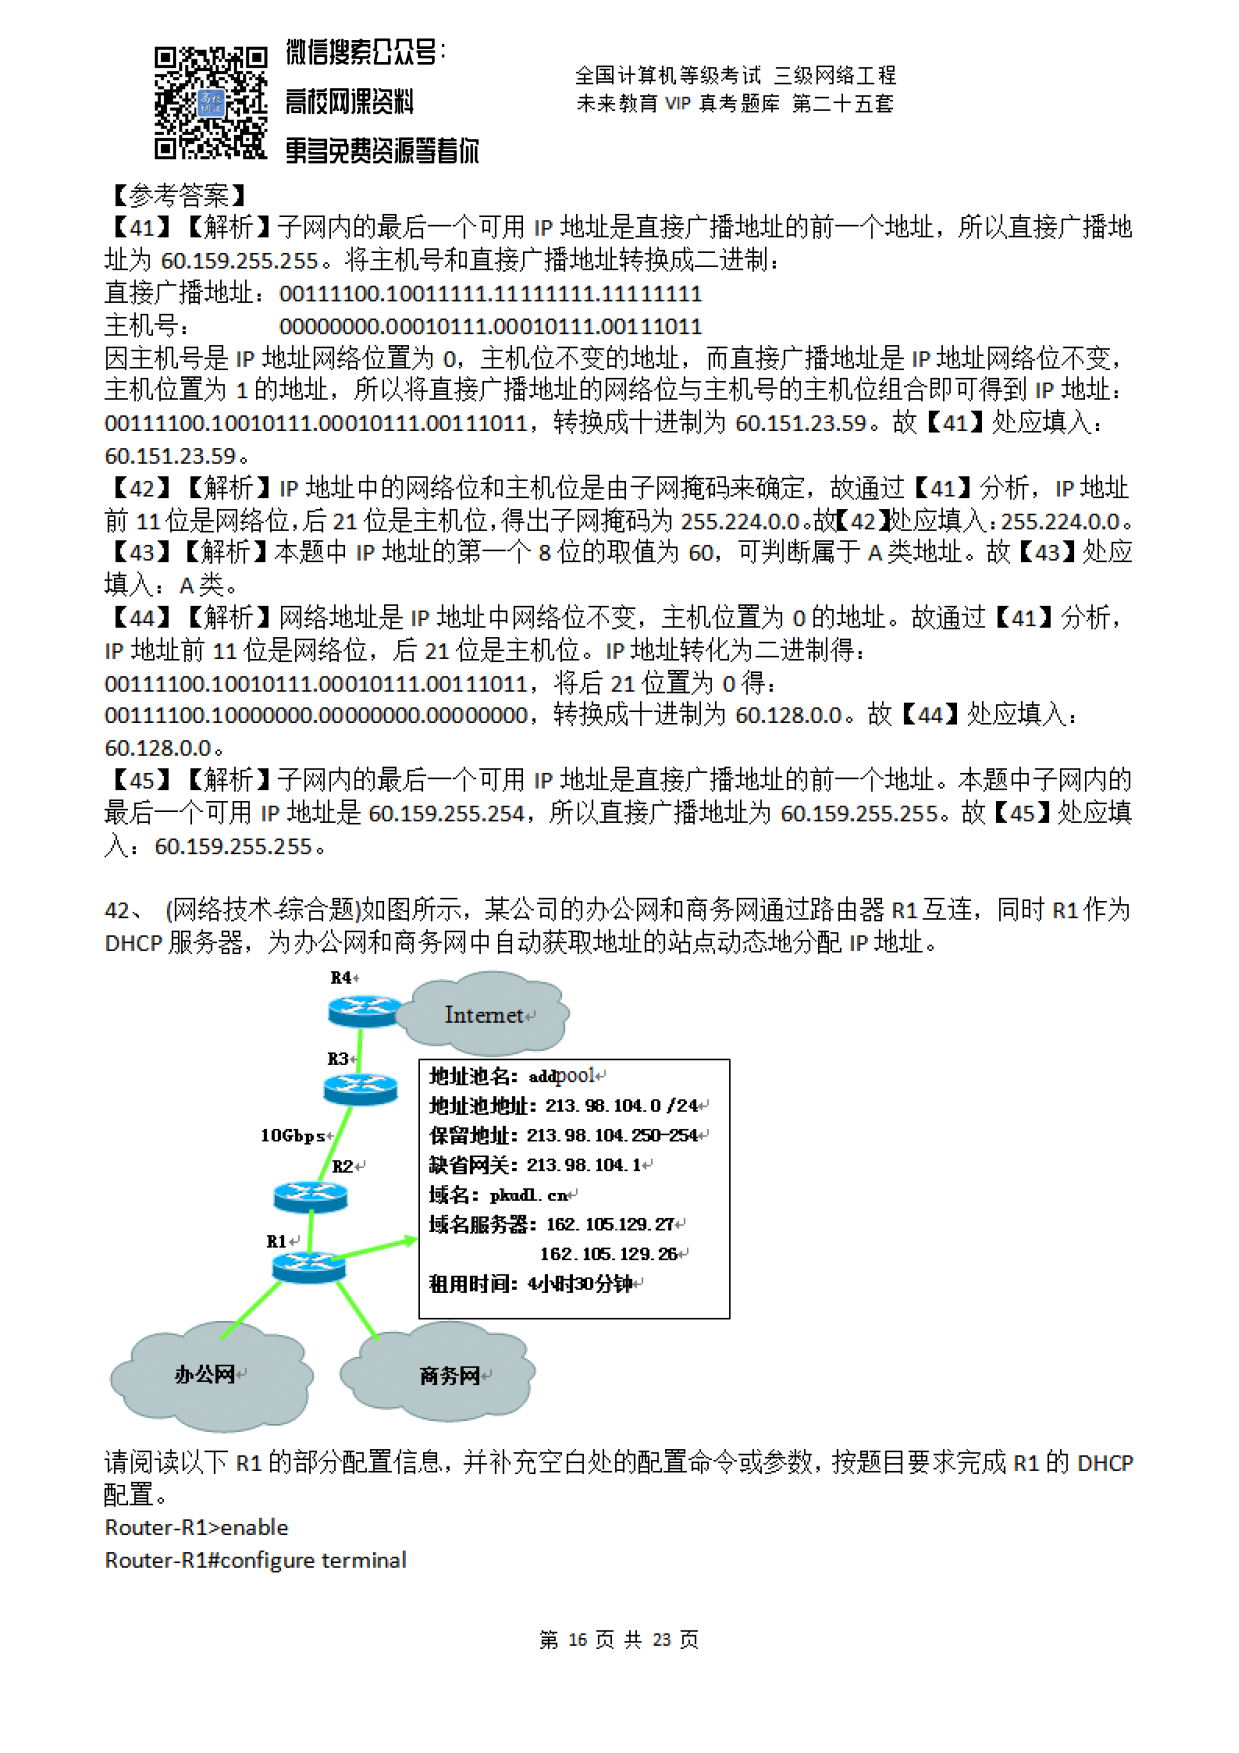 微信搜索公众号：
高校网课资料
更多免费资源等着你
全国计算机等级考试 三级网络工程
未来教育 VIP 真考题库 第二十五套
【参考答案】
【41】【解析】子网内的最后一个可用 IP 地址是直接广播地址的前一个地址，所以直接广播地
址为 60.159.255.255。将主机号和直接广播地址转换成二进制：
直接广播地址：00111100.10011111.11111111.11111111
主机号： 00000000.00010111.00010111.00111011
因主机号是 IP 地址网络位置为 0，主机位不变的地址，而直接广播地址是 IP 地址网络位不变，
主机位置为 1 的地址，所以将直接广播地址的网络位与主机号的主机位组合即可得到 IP 地址：
00111100.10010111.00010111.00111011，转换成十进制为 60.151.23.59。故【41】处应填入：
60.151.23.59。
【42】【解析】IP 地址中的网络位和主机位是由子网掩码来确定，故通过【41】分析，IP 地址
前 11 位是网络位，后 21 位是主机位，得出子网掩码为 255.224.0.0。故【42】处应填入：255.224.0.0。
【43】【解析】本题中 IP 地址的第一个 8 位的取值为 60，可判断属于 A 类地址。故【43】处应
填入：A 类。
【44】【解析】网络地址是 IP 地址中网络位不变，主机位置为 0 的地址。故通过【41】分析，
IP 地址前 11 位是网络位，后 21 位是主机位。IP 地址转化为二进制得：
00111100.10010111.00010111.00111011，将后 21 位置为 0 得：
00111100.10000000.00000000.00000000，转换成十进制为 60.128.0.0。故【44】处应填入：
60.128.0.0。
【45】【解析】子网内的最后一个可用 IP 地址是直接广播地址的前一个地址。本题中子网内的
最后一个可用 IP 地址是 60.159.255.254，所以直接广播地址为 60.159.255.255。故【45】处应填
入：60.159.255.255。
42、 (网络技术-综合题)如图所示，某公司的办公网和商务网通过路由器 R1 互连，同时 R1 作为
DHCP 服务器，为办公网和商务网中自动获取地址的站点动态地分配 IP 地址。
R4
Internet
R3
10Gbps
R2
R1
地址池名：addpool
地址池地址：213.98.104.0 /24
保留地址：213.98.104.250-254
缺省网关：213.98.104.1
域名：pkudl.cn
域名服务器：162.105.129.27
162.105.129.26
租用时间：4小时30分钟
办公网
商务网
请阅读以下 R1 的部分配置信息，并补充空白处的配置命令或参数，按题目要求完成 R1 的 DHCP
配置。
Router-R1>enable
Router-R1#configure terminal
第 16 页 共 23 页